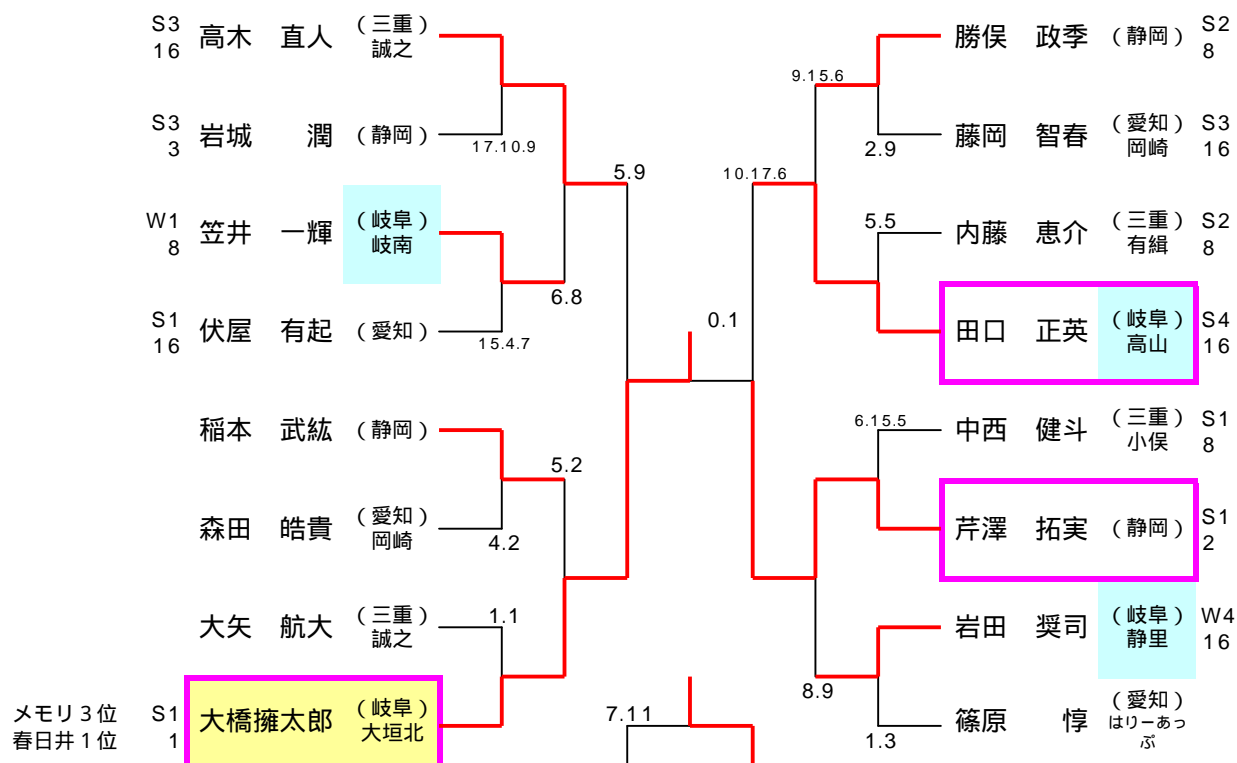 S3
16
高木 直人
(三重)
誠之
S3
3
岩城 潤
(静岡)
17.10.9
W1
8
笠井 一輝
(岐阜)
岐南
S1
16
伏屋 有起
(愛知)
15.4.7
6.8
5.9
稲本 武紘
(静岡)
5.2
森田 皓貴
(愛知)
岡崎
4.2
大矢 航大
(三重)
誠之
1.1
メモリ3位
春日井1位
S1
1
大橋擁太郎
(岐阜)
大垣北
0.1
7.11
勝俣 政季
(静岡)
S2
8
9.15.6
藤岡 智春
(愛知)
岡崎
S3
16
2.9
10.17.6
内藤 恵介
(三重)
有緝
S2
8
5.5
田口 正英
(岐阜)
高山
S4
16
中西 健斗
(三重)
小俣
S1
8
6.15.5
芹澤 拓実
(静岡)
S1
2
岩田 奨司
(岐阜)
静里
W4
16
8.9
篠原 惇
(愛知)
はりーあっ
ぷ
1.3